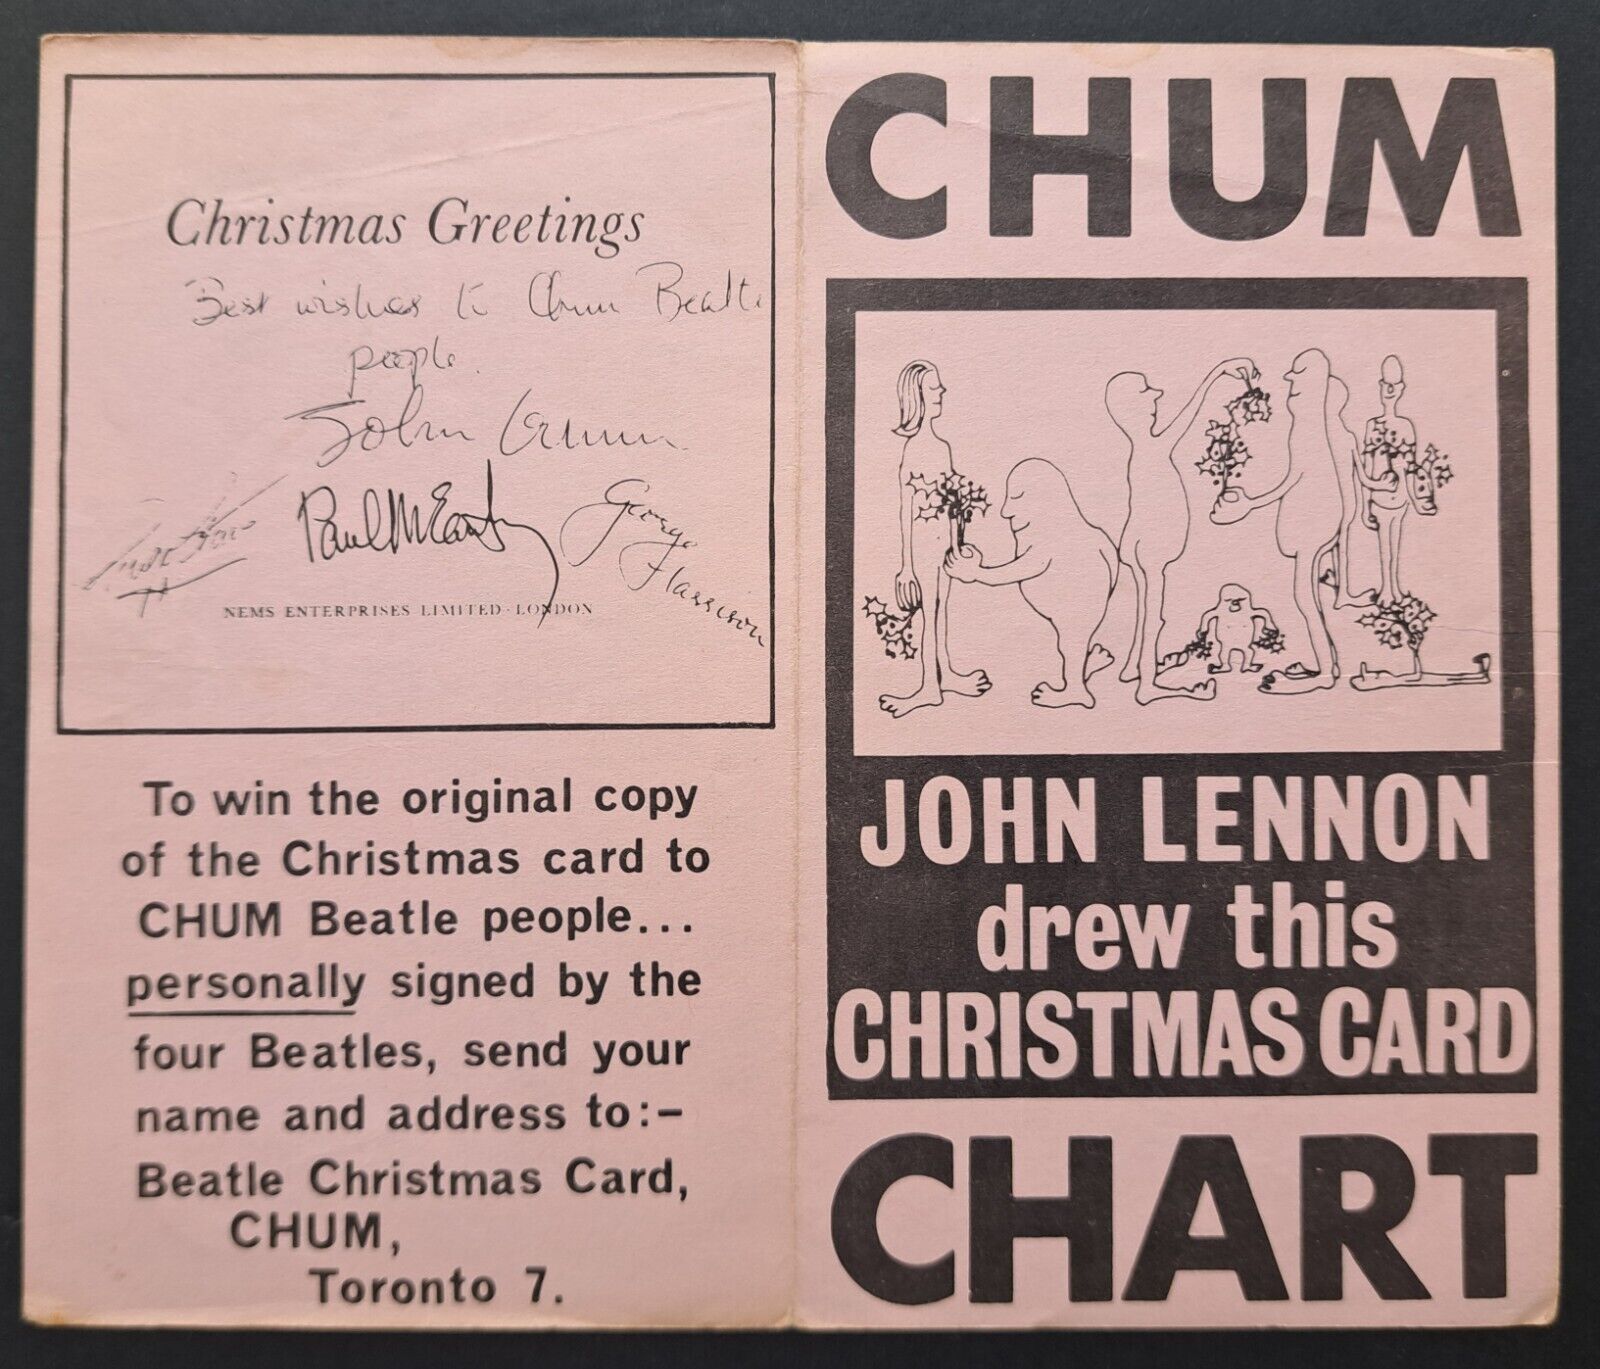 Christmas Greetings
Best wishes to Chum Beatle
people.
John Lennon
Ringo Starr
Paul McCartney
George Harrison
NEMS ENTERPRISES LIMITED · LONDON
To win the original copy
of the Christmas card to
CHUM Beatle people...
personally signed by the
four Beatles, send your
name and address to:–
Beatle Christmas Card,
CHUM,
Toronto 7.
CHUM
JOHN LENNON
drew this
CHRISTMAS CARD
CHART